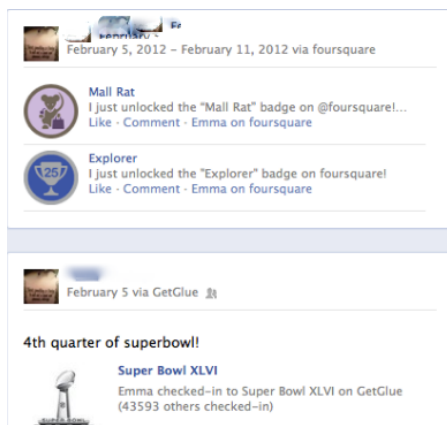 February 5, 2012 – February 11, 2012 via foursquare
Mall Rat
I just unlocked the "Mall Rat" badge on @foursquare!...
Like · Comment · Emma on foursquare
Explorer
25
I just unlocked the "Explorer" badge on foursquare!
Like · Comment · Emma on foursquare
February 5 via GetGlue
4th quarter of superbowl!
Super Bowl XLVI
Emma checked-in to Super Bowl XLVI on GetGlue
(43593 others checked-in)
SUPER BOWL